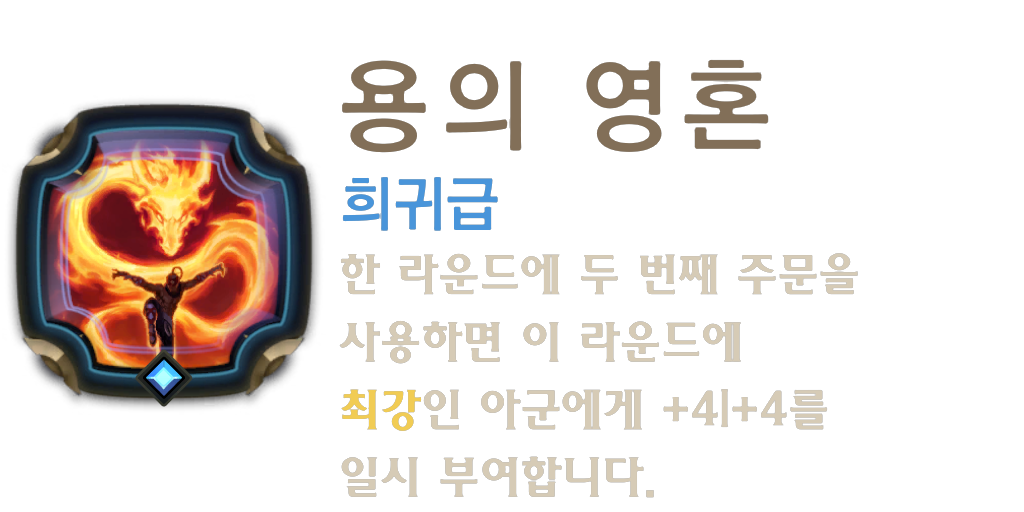 용의 영혼
희귀급
한 라운드에 두 번째 주문을
사용하면 이 라운드에
최강인 아군에게 +4|+4를
일시 부여합니다.